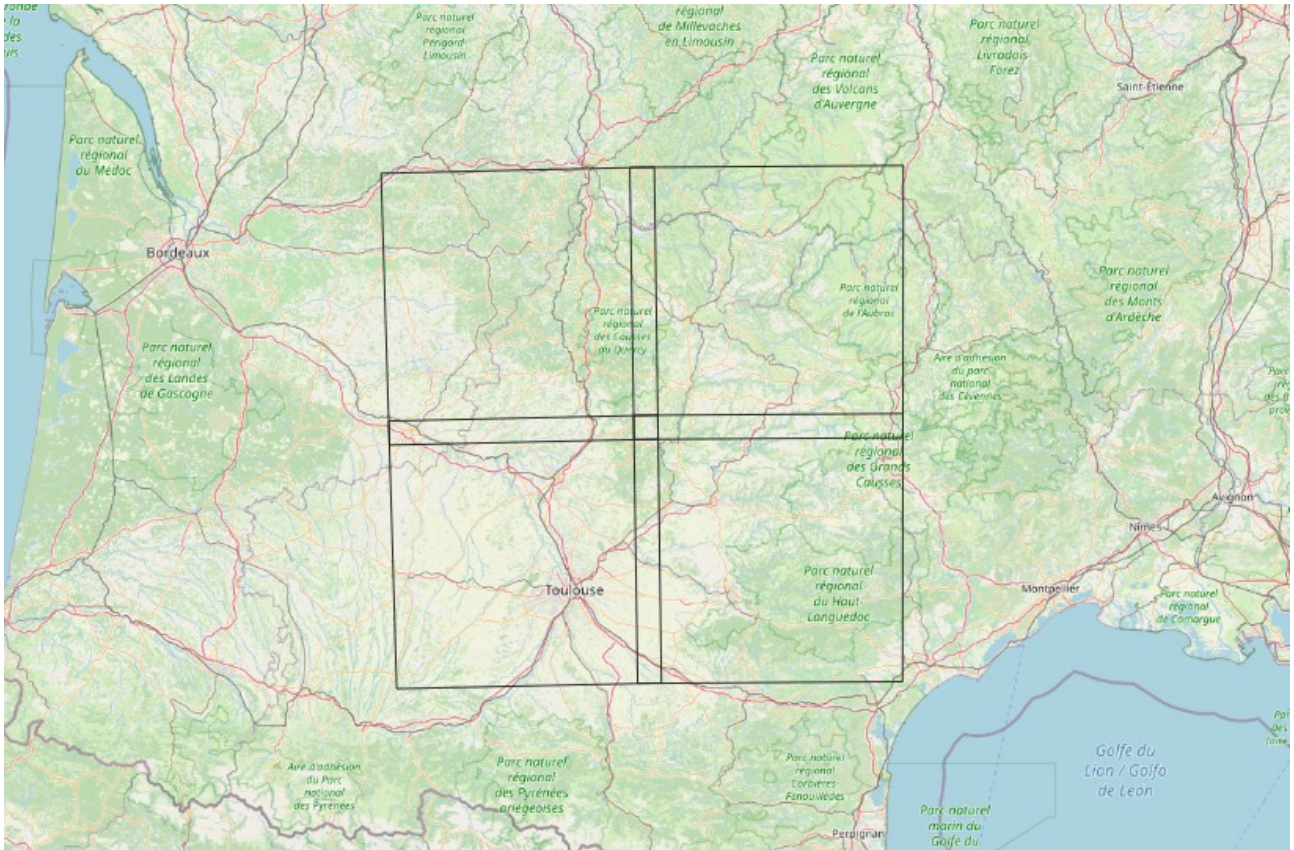 Parc naturel
régional
Périgord-
Limousin
régional
de Millevaches
en Limousin
Parc naturel
régional
Livradois
Forez
Parc naturel
régional
des Volcans
d'Auvergne
Saint-Étienne
Parc naturel
régional
du Médoc
Bordeaux
Parc naturel
régional
des Monts
d'Ardèche
Parc naturel
régional
de l'Aubrac
Parc naturel
régional
des Causses
du Quercy
Parc naturel
régional
des Landes
de Gascogne
Aire d'adhésion
du parc
national
des Cévennes
Parc naturel
régional
des Grands
Causses
Avignon
Nîmes
Toulouse
Parc naturel
régional
du Haut-
Languedoc
Montpellier
Parc naturel
régional
de Camargue
Golfe du
Lion / Golfo
de León
Aire d'adhésion
du Parc
national
des Pyrénées
Parc naturel
régional
des Pyrénées
ariégeoises
Parc naturel
régional
Corbières
Fenouillèdes
Parc naturel
marin du
Golfe du
Perpignan